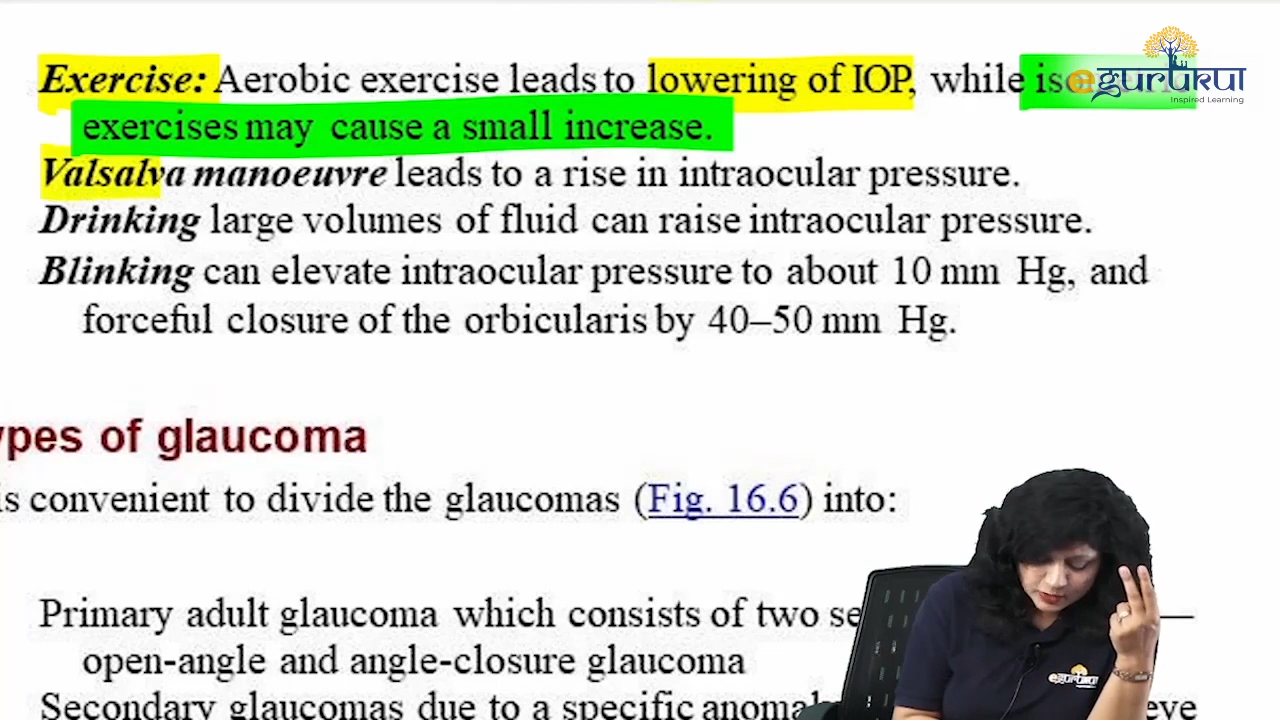 egurukul
Inspired Learning
Exercise: Aerobic exercise leads to lowering of IOP, while
exercises may cause a small increase.
Valsalva manoeuvre leads to a rise in intraocular pressure.
Drinking large volumes of fluid can raise intraocular pressure.
Blinking can elevate intraocular pressure to about 10 mm Hg, and
forceful closure of the orbicularis by 40–50 mm Hg.
ypes of glaucoma
is convenient to divide the glaucomas (Fig. 16.6) into:
Primary adult glaucoma which consists of two
open-angle and angle-closure glaucoma
Secondary glaucomas due to a specific
egurukul